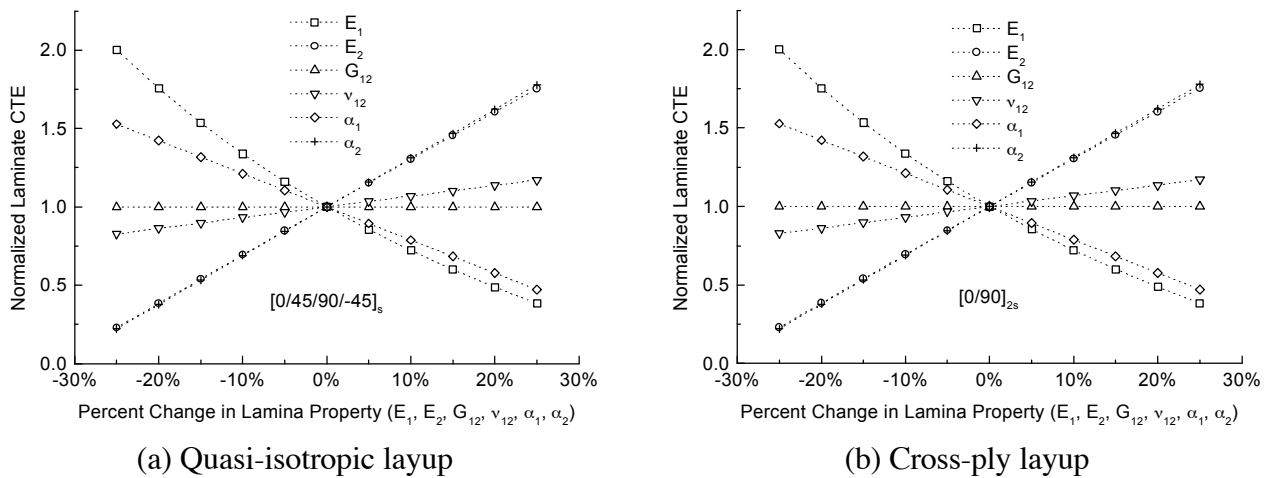 E₁
E₂
G₁₂
ν₁₂
α₁
α₂
2.0
1.5
1.0
0.5
0.0
Normalized Laminate CTE
[0/45/90/-45]ₛ
-30% -20% -10% 0% 10% 20% 30%
Percent Change in Lamina Property (E₁, E₂, G₁₂, ν₁₂, α₁, α₂)
(a) Quasi-isotropic layup
E₁
E₂
G₁₂
ν₁₂
α₁
α₂
2.0
1.5
1.0
0.5
0.0
Normalized Laminate CTE
[0/90]₂ₛ
-30% -20% -10% 0% 10% 20% 30%
Percent Change in Lamina Property (E₁, E₂, G₁₂, ν₁₂, α₁, α₂)
(b) Cross-ply layup